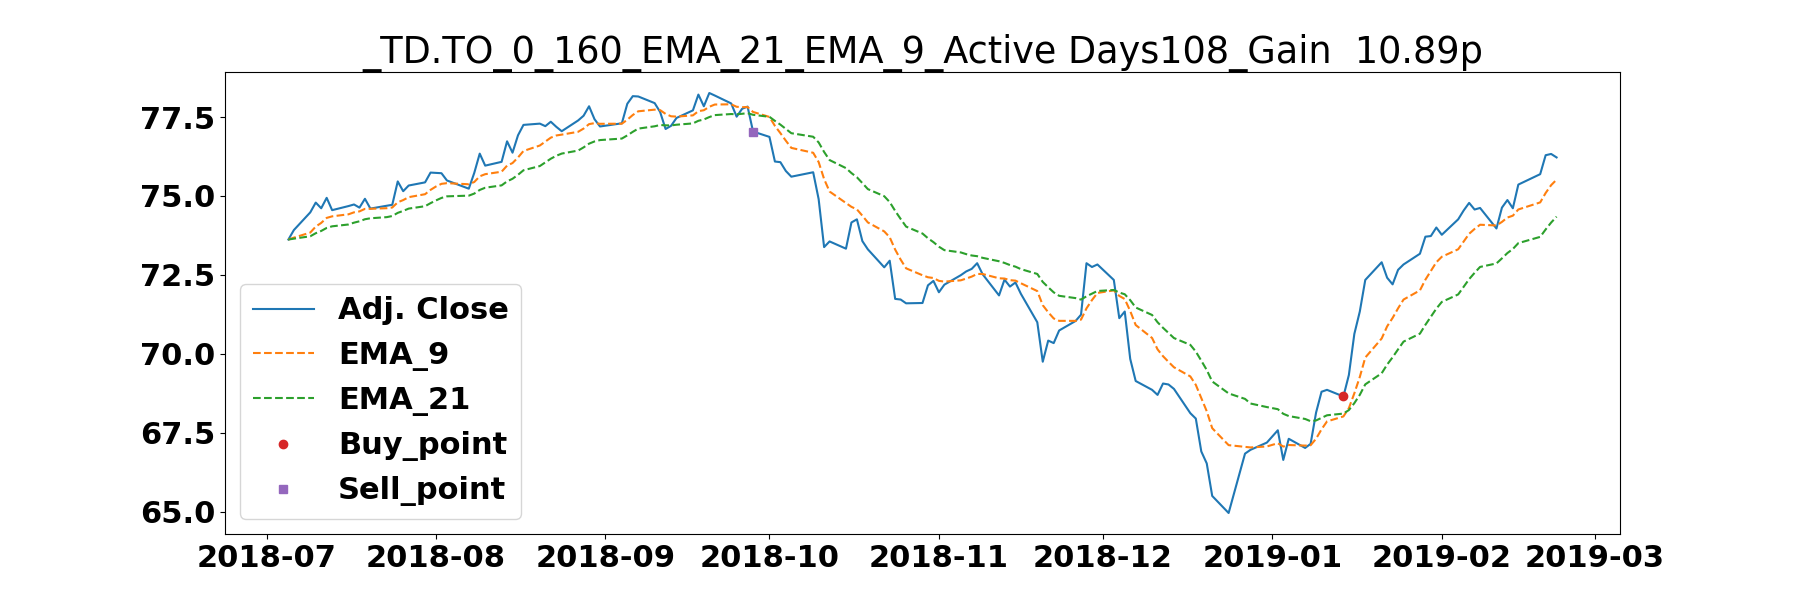 _TD.TO_0_160_EMA_21_EMA_9_Active Days108_Gain  10.89p
77.5
75.0
72.5
70.0
67.5
65.0
Adj. Close
EMA_9
EMA_21
Buy_point
Sell_point
2018-07 2018-08 2018-09 2018-10 2018-11 2018-12 2019-01 2019-02 2019-03